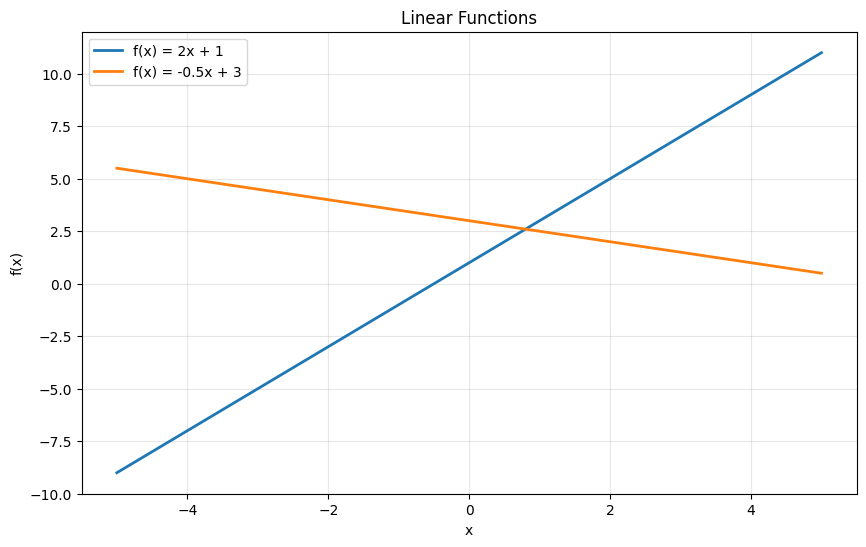 Linear Functions
f(x) = 2x + 1
f(x) = -0.5x + 3
10.0
7.5
5.0
2.5
0.0
−2.5
−5.0
−7.5
−10.0
f(x)
−4 −2 0 2 4
x